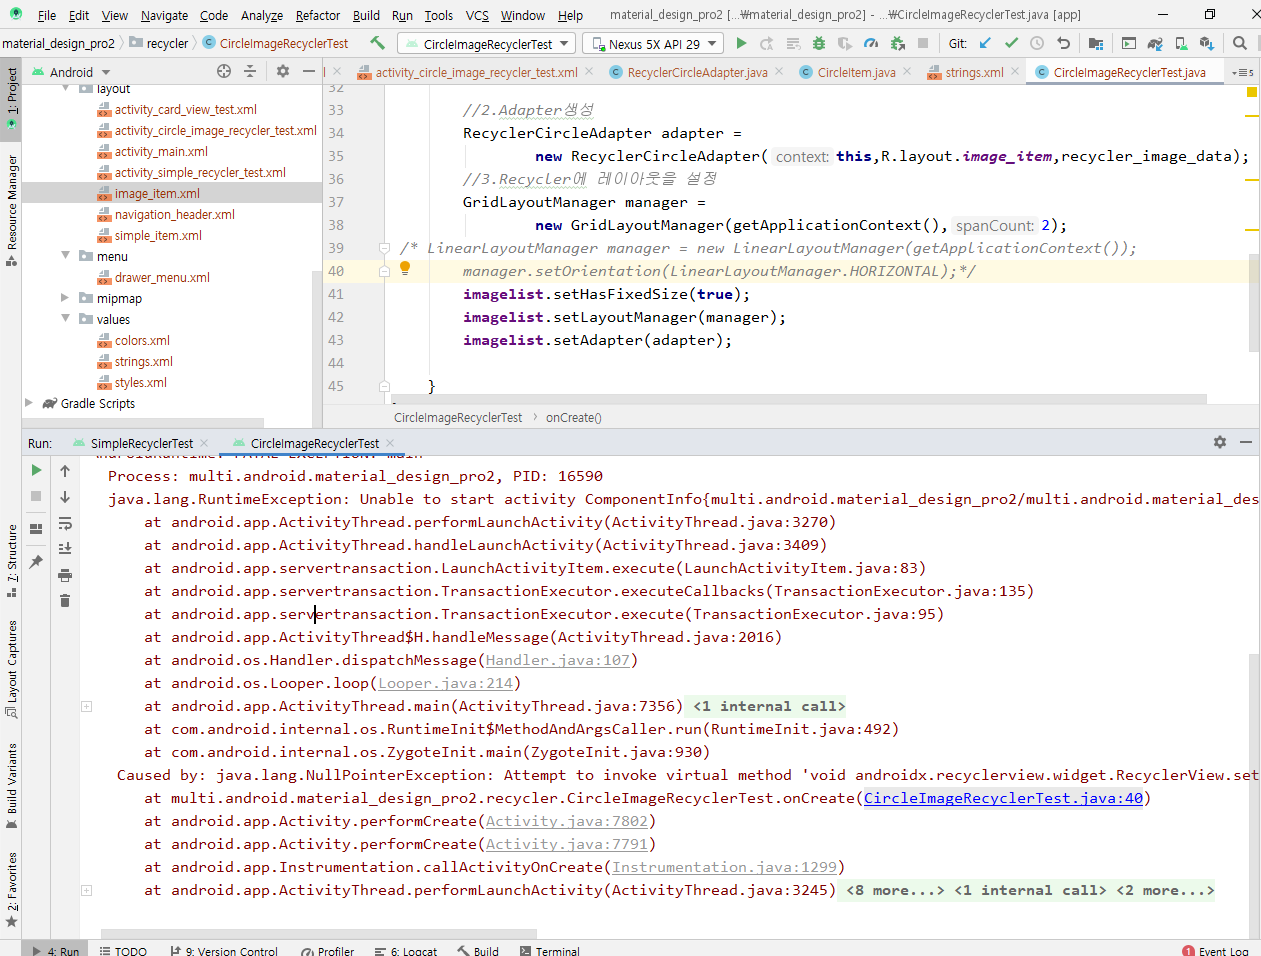 File Edit View Navigate Code Analyze Refactor Build Run Tools VCS Window Help material_design_pro2 [...₩material_design_pro2] - ...₩CircleImageRecyclerTest.java [app]
material_design_pro2 recycler CircleImageRecyclerTest CircleImageRecyclerTest Nexus 5X API 29 Git:
Android activity_circle_image_recycler_test.xml RecyclerCircleAdapter.java CircleItem.java strings.xml CircleImageRecyclerTest.java 5
1: Project
Resource Manager
7: Structure
Layout Captures
Build Variants
2: Favorites
layout
activity_card_view_test.xml
activity_circle_image_recycler_test.xml
activity_main.xml
activity_simple_recycler_test.xml
image_item.xml
navigation_header.xml
simple_item.xml
menu
drawer_menu.xml
mipmap
values
colors.xml
strings.xml
styles.xml
Gradle Scripts
32
33 //2.Adapter생성
34 RecyclerCircleAdapter adapter =
35 new RecyclerCircleAdapter( context: this,R.layout.image_item,recycler_image_data);
36 //3.Recycler에 레이아웃을 설정
37 GridLayoutManager manager =
38 new GridLayoutManager(getApplicationContext(), spanCount: 2);
39 /* LinearLayoutManager manager = new LinearLayoutManager(getApplicationContext());
40 manager.setOrientation(LinearLayoutManager.HORIZONTAL);*/
41 imagelist.setHasFixedSize(true);
42 imagelist.setLayoutManager(manager);
43 imagelist.setAdapter(adapter);
44
45 }
CircleImageRecyclerTest › onCreate()
Run: SimpleRecyclerTest CircleImageRecyclerTest
AndroidRuntime: FATAL EXCEPTION: main
Process: multi.android.material_design_pro2, PID: 16590
java.lang.RuntimeException: Unable to start activity ComponentInfo{multi.android.material_design_pro2/multi.android.material_des
at android.app.ActivityThread.performLaunchActivity(ActivityThread.java:3270)
at android.app.ActivityThread.handleLaunchActivity(ActivityThread.java:3409)
at android.app.servertransaction.LaunchActivityItem.execute(LaunchActivityItem.java:83)
at android.app.servertransaction.TransactionExecutor.executeCallbacks(TransactionExecutor.java:135)
at android.app.servertransaction.TransactionExecutor.execute(TransactionExecutor.java:95)
at android.app.ActivityThread$H.handleMessage(ActivityThread.java:2016)
at android.os.Handler.dispatchMessage(Handler.java:107)
at android.os.Looper.loop(Looper.java:214)
at android.app.ActivityThread.main(ActivityThread.java:7356) <1 internal call>
at com.android.internal.os.RuntimeInit$MethodAndArgsCaller.run(RuntimeInit.java:492)
at com.android.internal.os.ZygoteInit.main(ZygoteInit.java:930)
Caused by: java.lang.NullPointerException: Attempt to invoke virtual method 'void androidx.recyclerview.widget.RecyclerView.set
at multi.android.material_design_pro2.recycler.CircleImageRecyclerTest.onCreate(CircleImageRecyclerTest.java:40)
at android.app.Activity.performCreate(Activity.java:7802)
at android.app.Activity.performCreate(Activity.java:7791)
at android.app.Instrumentation.callActivityOnCreate(Instrumentation.java:1299)
at android.app.ActivityThread.performLaunchActivity(ActivityThread.java:3245) <8 more...> <1 internal call> <2 more...>
4: Run TODO 9: Version Control Profiler 6: Logcat Build Terminal 1 Event Log